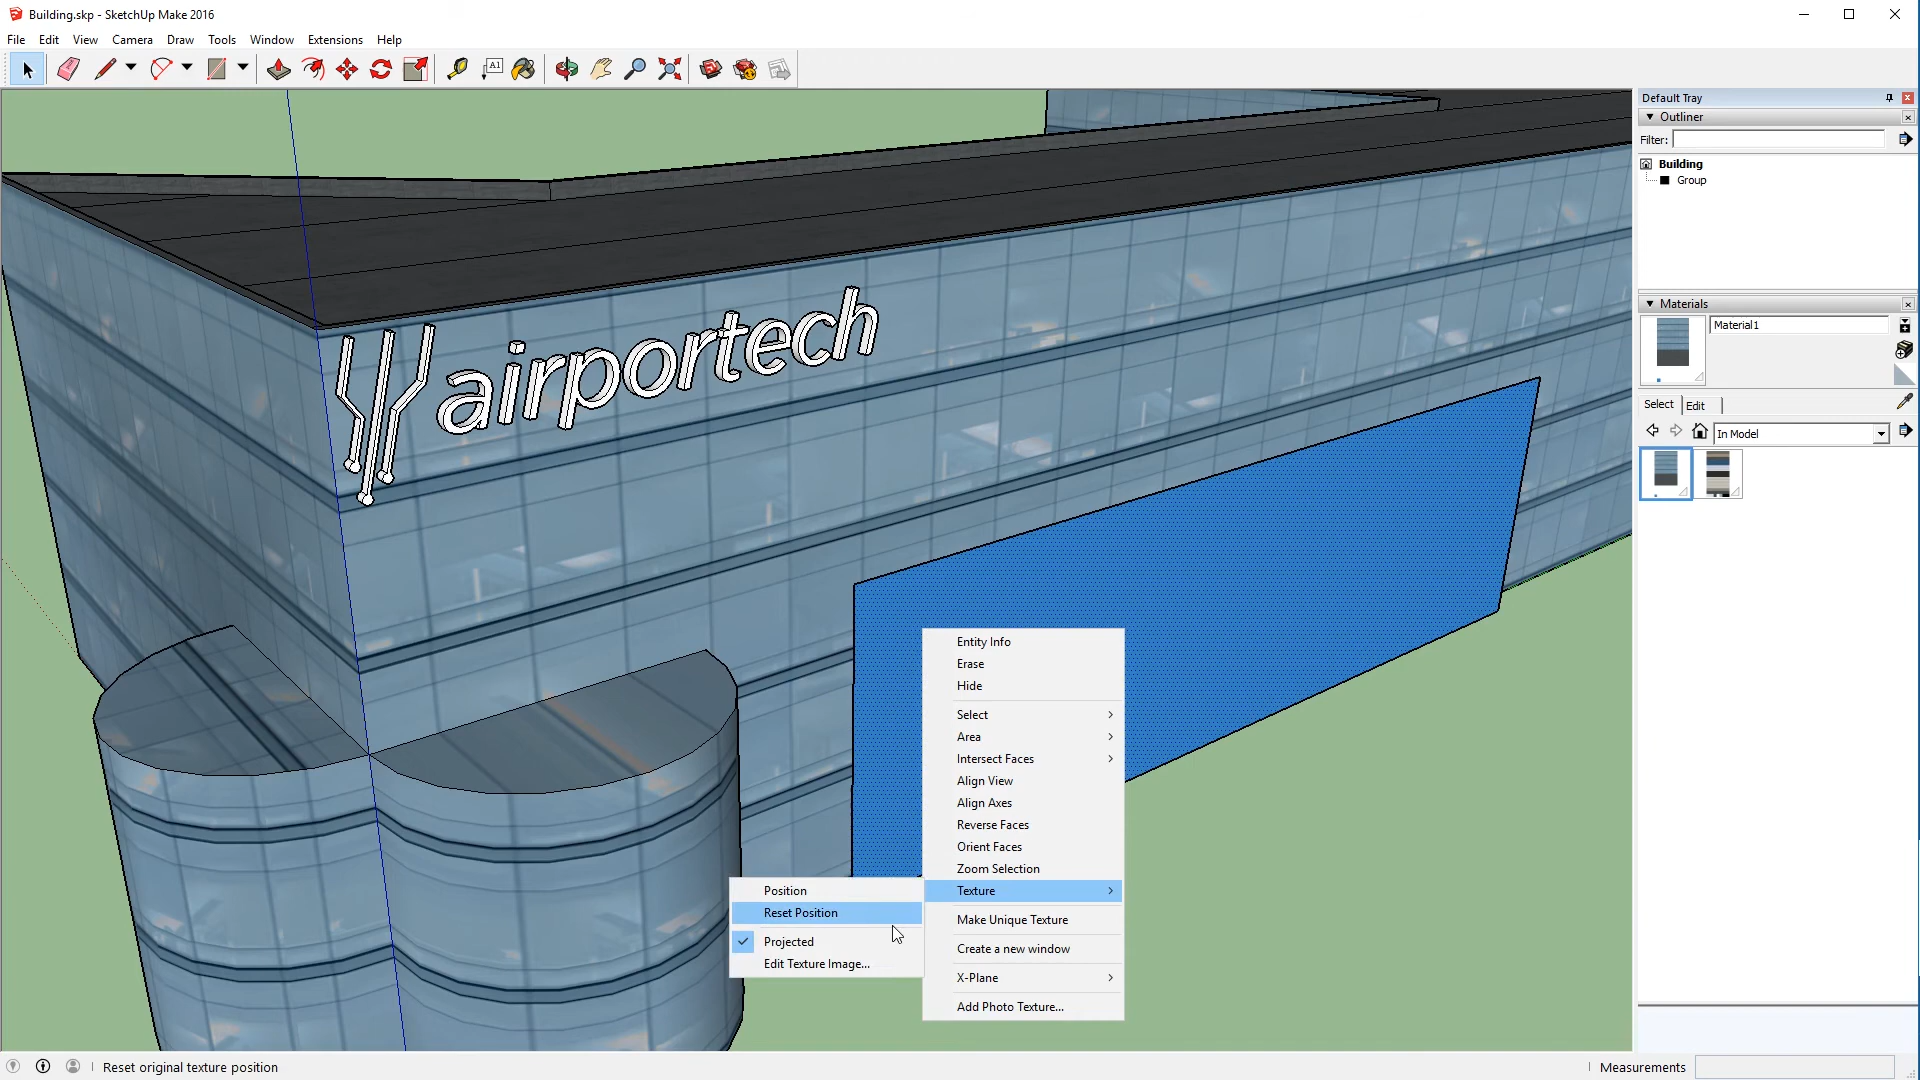 Building.skp - SketchUp Make 2016
File Edit View Camera Draw Tools Window Extensions Help
A1
Default Tray
Outliner
Filter:
Building
Group
Materials
Material1
Select Edit
In Model
airportech
Entity Info
Erase
Hide
Select
Area
Intersect Faces
Align View
Align Axes
Reverse Faces
Orient Faces
Zoom Selection
Texture
Make Unique Texture
Create a new window
X-Plane
Add Photo Texture...
Position
Reset Position
Projected
Edit Texture Image...
Reset original texture position
Measurements